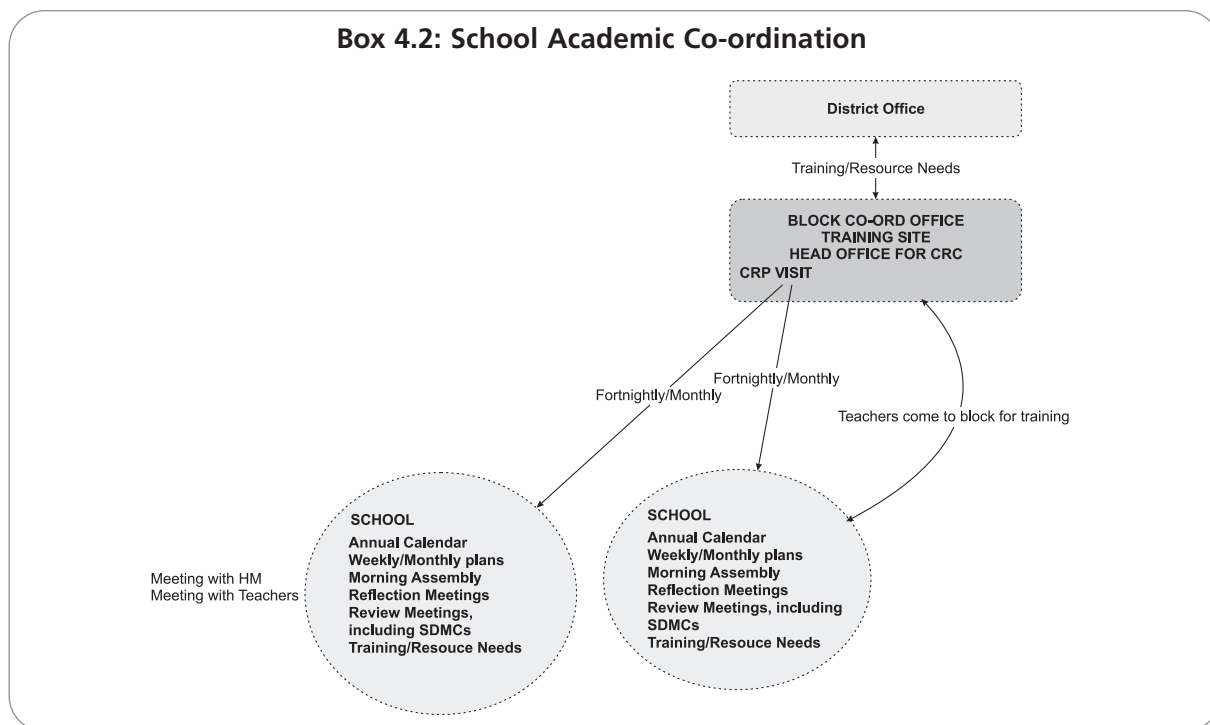 Box 4.2: School Academic Co-ordination
District Office
Training/Resource Needs
BLOCK CO-ORD OFFICE
TRAINING SITE
HEAD OFFICE FOR CRC
CRP VISIT
Fortnightly/Monthly
Fortnightly/Monthly
Teachers come to block for training
Meeting with HM
Meeting with Teachers
SCHOOL
Annual Calendar
Weekly/Monthly plans
Morning Assembly
Reflection Meetings
Review Meetings,
including SDMCs
Training/Resouce Needs
SCHOOL
Annual Calendar
Weekly/Monthly plans
Morning Assembly
Reflection Meetings
Review Meetings, including
SDMCs
Training/Resouce Needs